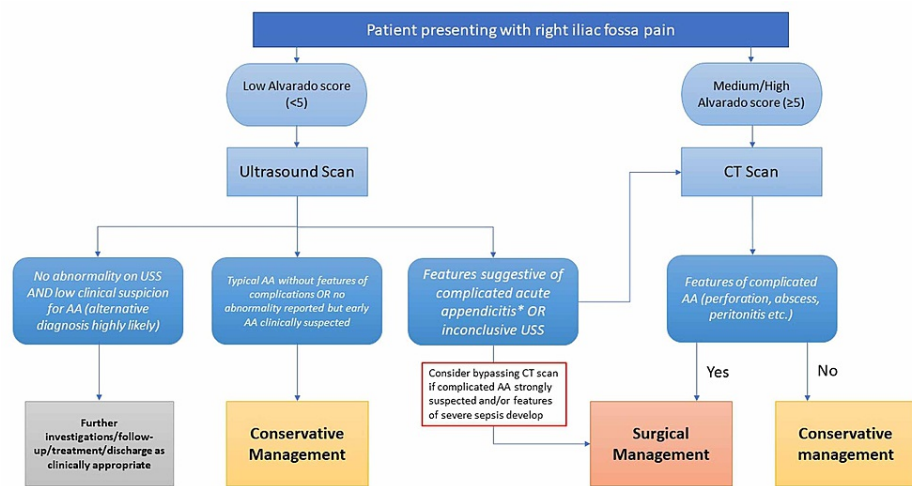 Patient presenting with right iliac fossa pain
Low Alvarado score
(<5)
Medium/High
Alvarado score (≥5)
Ultrasound Scan
CT Scan
No abnormality on USS
AND low clinical suspicion
for AA (alternative
diagnosis highly likely)
Typical AA without features of
complications OR no
abnormality reported but early
AA clinically suspected
Features suggestive of
complicated acute
appendicitis* OR
inconclusive USS
Features of complicated
AA (perforation, abscess,
peritonitis etc.)
Consider bypassing CT scan
if complicated AA strongly
suspected and/or features
of severe sepsis develop
Yes
No
Further
investigations/follow-
up/treatment/discharge as
clinically appropriate
Conservative
Management
Surgical
Management
Conservative
management